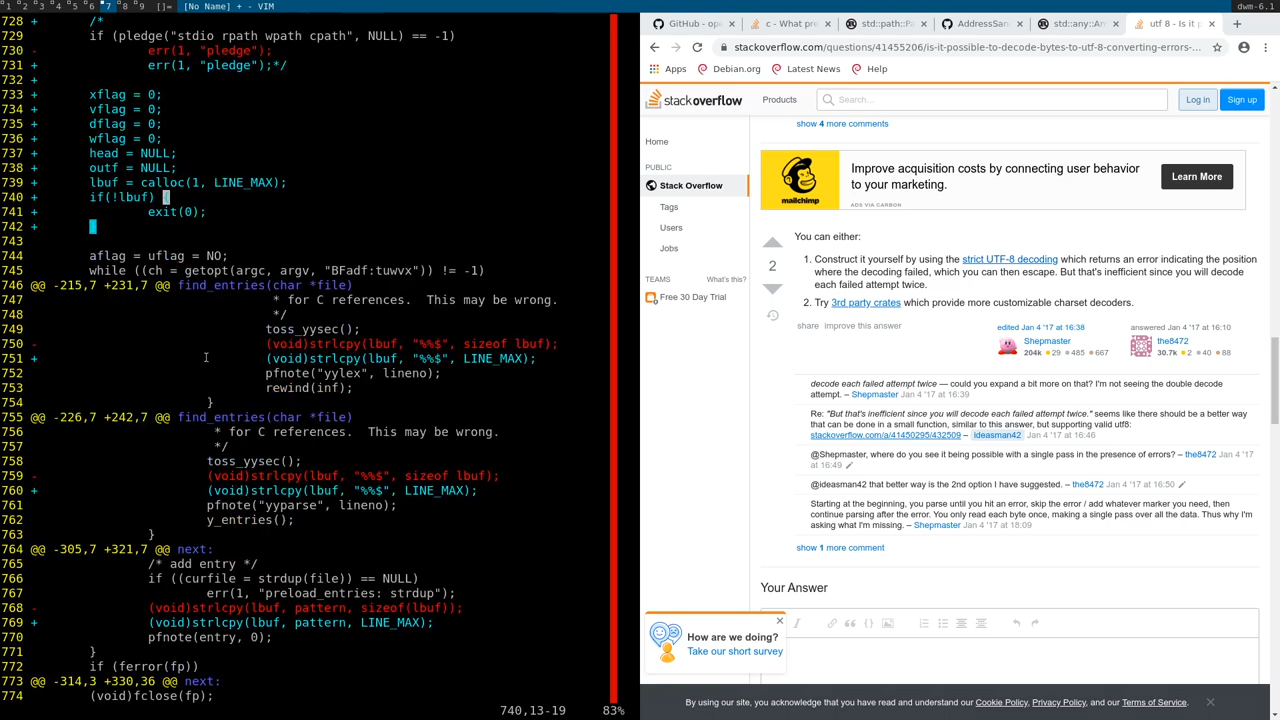 1 2 3 4 5 6 7 8 9 []= [No Name] + - VIM
dwm-6.1
728 /*
729 if (pledge("stdio rpath wpath cpath", NULL) == -1)
730 - err(1, "pledge");
731 + err(1, "pledge");*/
732 +
733 + xflag = 0;
734 + vflag = 0;
735 + dflag = 0;
736 + wflag = 0;
737 + head = NULL;
738 + outf = NULL;
739 + lbuf = calloc(1, LINE_MAX);
740 + if(!lbuf) {
741 + exit(0);
742 + }
743
744 aflag = uflag = NO;
745 while ((ch = getopt(argc, argv, "BFadf:tuwvx")) != -1)
746 @@ -215,7 +231,7 @@ find_entries(char *file)
747 * for C references.  This may be wrong.
748 */
749 toss_yysec();
750 - (void)strlcpy(lbuf, "%%$", sizeof lbuf);
751 + (void)strlcpy(lbuf, "%%$", LINE_MAX);
752 pfnote("yylex", lineno);
753 rewind(inf);
754 }
755 @@ -226,7 +242,7 @@ find_entries(char *file)
756 * for C references.  This may be wrong.
757 */
758 toss_yysec();
759 - (void)strlcpy(lbuf, "%%$", sizeof lbuf);
760 + (void)strlcpy(lbuf, "%%$", LINE_MAX);
761 pfnote("yyparse", lineno);
762 y_entries();
763 }
764 @@ -305,7 +321,7 @@ next:
765 /* add entry */
766 if ((curfile = strdup(file)) == NULL)
767 err(1, "preload_entries: strdup");
768 - (void)strlcpy(lbuf, pattern, sizeof(lbuf));
769 + (void)strlcpy(lbuf, pattern, LINE_MAX);
770 pfnote(entry, 0);
771 }
772 if (ferror(fp))
773 @@ -314,3 +330,36 @@ next:
774 (void)fclose(fp);
740,13-19 83%
GitHub - ope
c - What pre
std::path::Pa
AddressSan
std::any::An
utf 8 - Is it p
stackoverflow.com/questions/41455206/is-it-possible-to-decode-bytes-to-utf-8-converting-errors-...
Apps Debian.org Latest News Help
stackoverflow Products Search... Log in Sign up
Home
PUBLIC
Stack Overflow
Tags
Users
Jobs
TEAMS What's this?
Free 30 Day Trial
show 4 more comments
mailchimp
Improve acquisition costs by connecting user behavior
to your marketing.
Learn More
ADS VIA CARBON
2
You can either:
1. Construct it yourself by using the strict UTF-8 decoding which returns an error indicating the position
where the decoding failed, which you can then escape. But that's inefficient since you will decode
each failed attempt twice.
2. Try 3rd party crates which provide more customizable charset decoders.
share improve this answer
edited Jan 4 '17 at 16:38
Shepmaster
204k 29 485 667
answered Jan 4 '17 at 16:10
the8472
30.7k 2 40 88
decode each failed attempt twice — could you expand a bit more on that? I'm not seeing the double decode
attempt. – Shepmaster Jan 4 '17 at 16:39
Re: "But that's inefficient since you will decode each failed attempt twice." seems like there should be a better way
that can be done in a small function, similar to this answer, but supporting valid utf8:
stackoverflow.com/a/41450295/432509 – ideasman42 Jan 4 '17 at 16:46
@Shepmaster, where do you see it being possible with a single pass in the presence of errors? – the8472 Jan 4 '17
at 16:49
@ideasman42 that better way is the 2nd option I have suggested. – the8472 Jan 4 '17 at 16:50
Starting at the beginning, you parse until you hit an error, skip the error / add whatever marker you need, then
continue parsing after the error. You only read each byte once, making a single pass over all the data. Thus why I'm
asking what I'm missing. – Shepmaster Jan 4 '17 at 18:09
show 1 more comment
Your Answer
How are we doing?
Take our short survey
By using our site, you acknowledge that you have read and understand our Cookie Policy, Privacy Policy, and our Terms of Service.